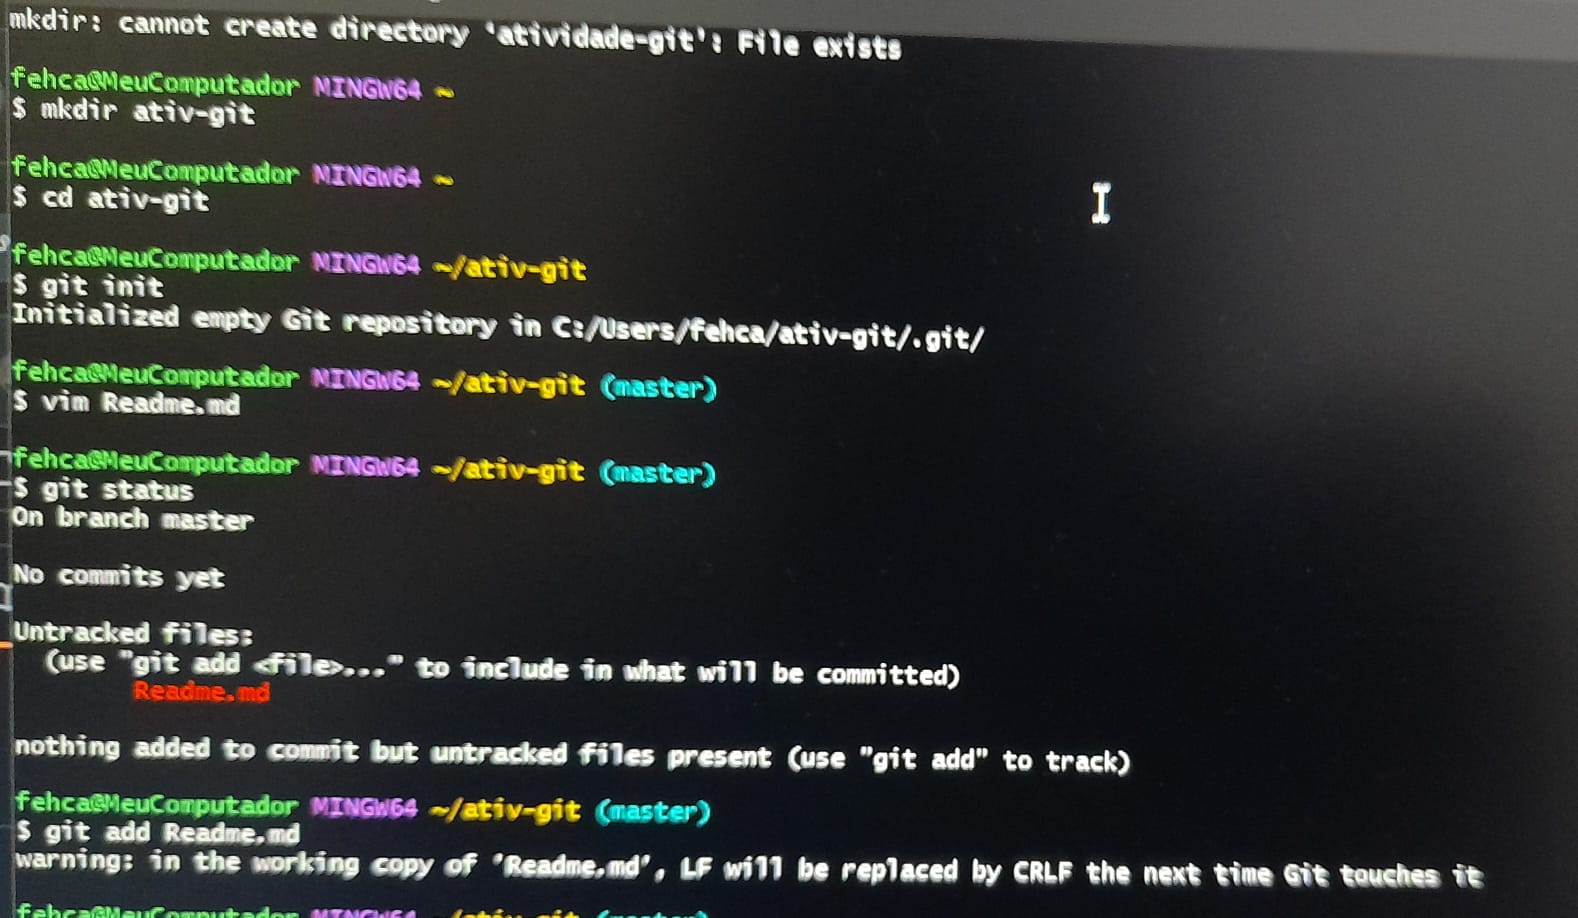 mkdir: cannot create directory ‘atividade-git’: File exists
fehca@MeuComputador MINGW64 ~
$ mkdir ativ-git
fehca@MeuComputador MINGW64 ~
$ cd ativ-git
fehca@MeuComputador MINGW64 ~/ativ-git
$ git init
Initialized empty Git repository in C:/Users/fehca/ativ-git/.git/
fehca@MeuComputador MINGW64 ~/ativ-git (master)
$ vim Readme.md
fehca@MeuComputador MINGW64 ~/ativ-git (master)
$ git status
On branch master
No commits yet
Untracked files:
(use "git add <file>..." to include in what will be committed)
Readme.md
nothing added to commit but untracked files present (use "git add" to track)
fehca@MeuComputador MINGW64 ~/ativ-git (master)
$ git add Readme.md
warning: in the working copy of 'Readme.md', LF will be replaced by CRLF the next time Git touches it
fehca@MeuComputador MINGW64 ~/ativ-git (master)